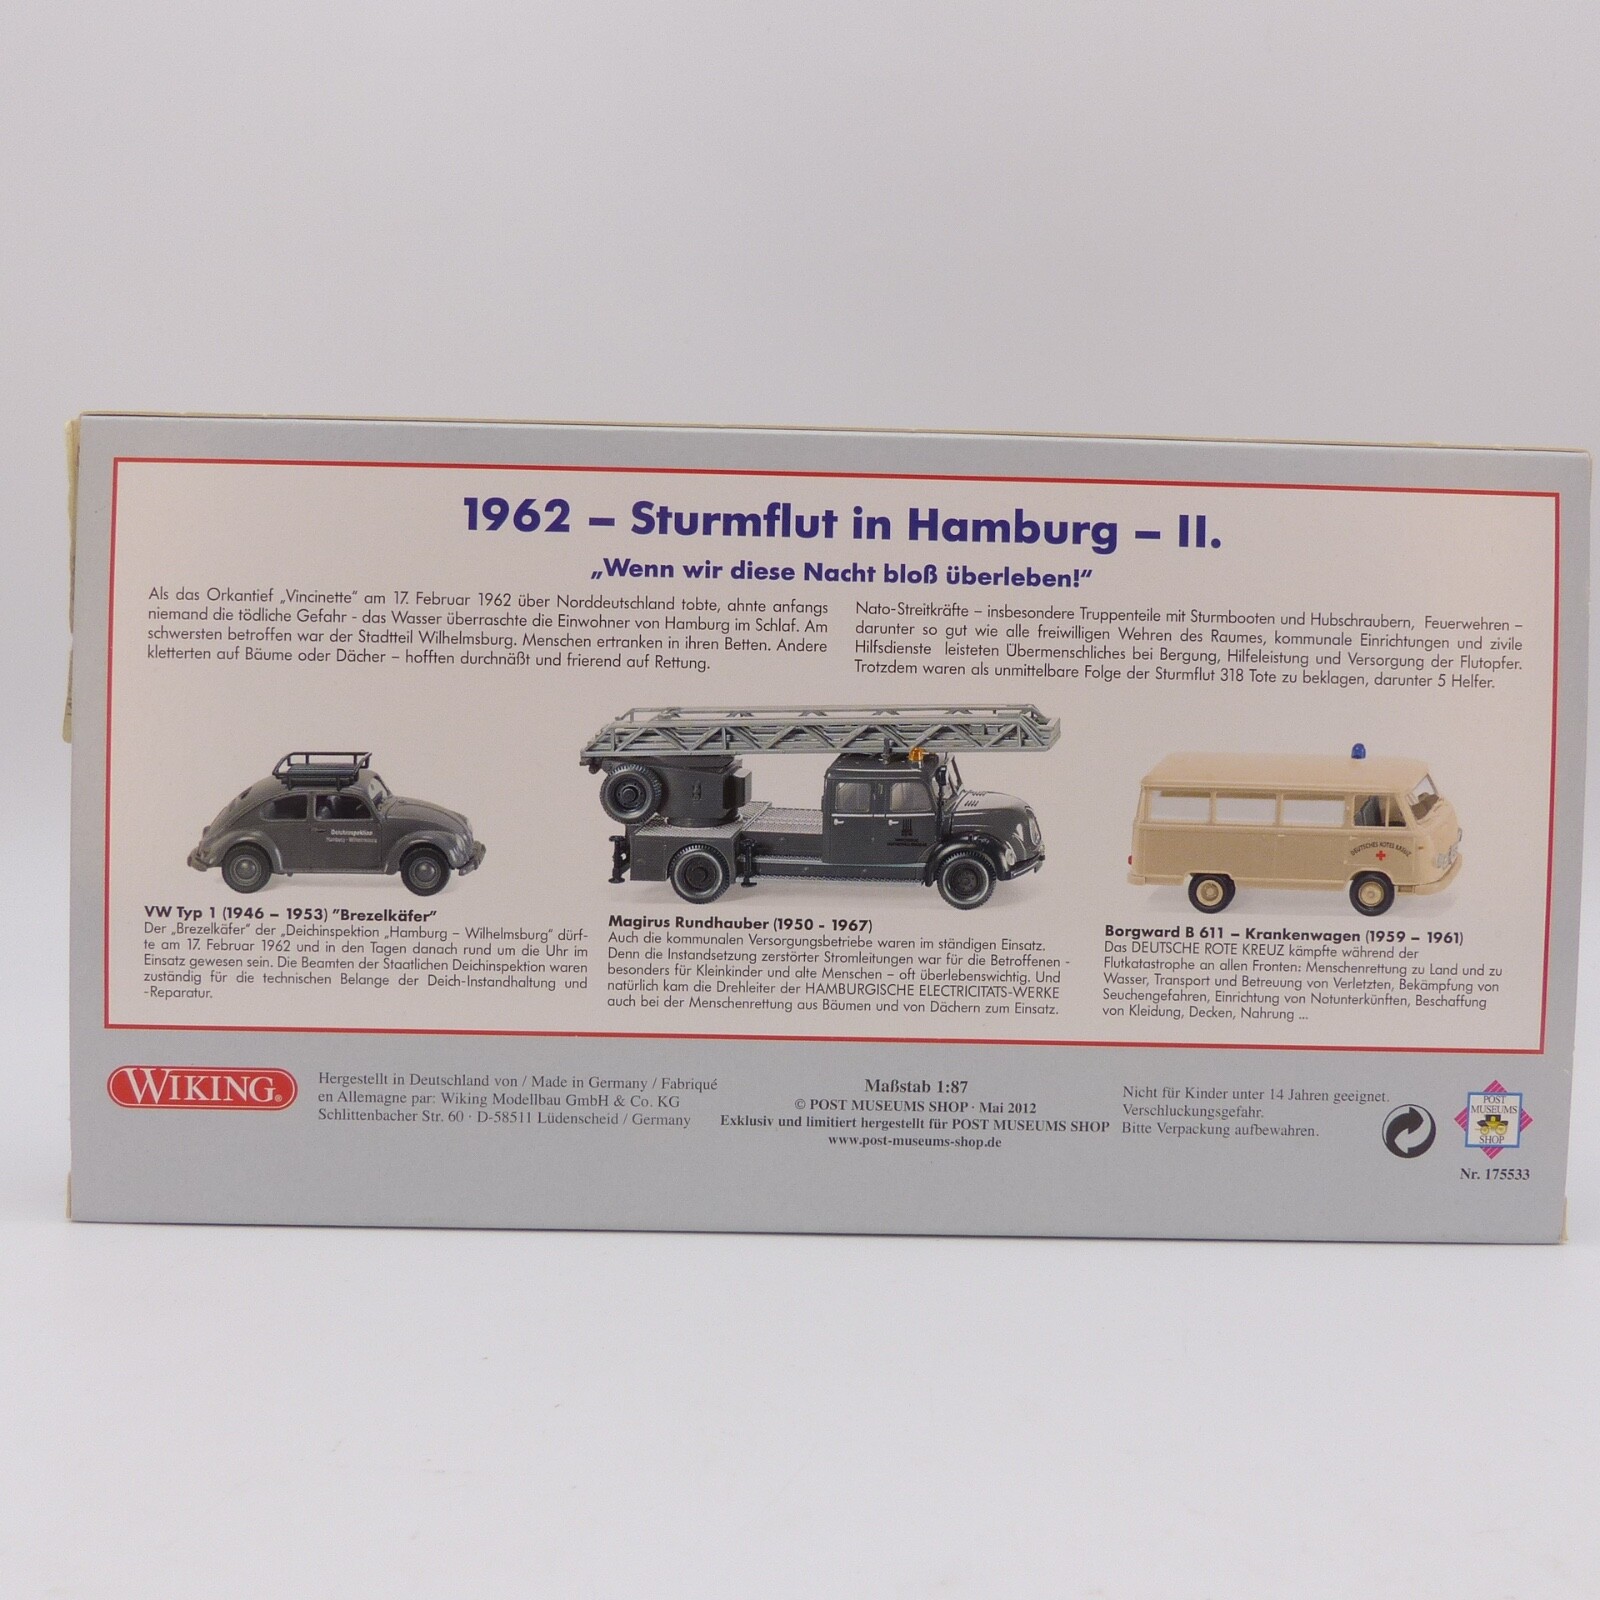 1962 – Sturmflut in Hamburg – II.
„Wenn wir diese Nacht bloß überleben!“
Als das Orkantief „Vincinette“ am 17. Februar 1962 über Norddeutschland tobte, ahnte anfangs
niemand die tödliche Gefahr - das Wasser überraschte die Einwohner von Hamburg im Schlaf. Am
schwersten betroffen war der Stadtteil Wilhelmsburg. Menschen ertranken in ihren Betten. Andere
kletterten auf Bäume oder Dächer – hofften durchnäßt und frierend auf Rettung.
Nato-Streitkräfte – insbesondere Truppenteile mit Sturmbooten und Hubschraubern, Feuerwehren –
darunter so gut wie alle freiwilligen Wehren des Raumes, kommunale Einrichtungen und zivile
Hilfsdienste leisteten Übermenschliches bei Bergung, Hilfeleistung und Versorgung der Flutopfer.
Trotzdem waren als unmittelbare Folge der Sturmflut 318 Tote zu beklagen, darunter 5 Helfer.
Deichinspektion
Hamburg - Wilhelmsburg
DEUTSCHES ROTES KREUZ
VW Typ 1 (1946 – 1953) "Brezelkäfer"
Der „Brezelkäfer“ der „Deichinspektion „Hamburg – Wilhelmsburg“ dürf-
te am 17. Februar 1962 und in den Tagen danach rund um die Uhr im
Einsatz gewesen sein. Die Beamten der Staatlichen Deichinspektion waren
zuständig für die technischen Belange der Deich-Instandhaltung und
-Reparatur.
Magirus Rundhauber (1950 - 1967)
Auch die kommunalen Versorgungsbetriebe waren im ständigen Einsatz.
Denn die Instandsetzung zerstörter Stromleitungen war für die Betroffenen -
besonders für Kleinkinder und alte Menschen – oft überlebenswichtig. Und
natürlich kam die Drehleiter der HAMBURGISCHE ELECTRICITÄTS-WERKE
auch bei der Menschenrettung aus Bäumen und von Dächern zum Einsatz.
Borgward B 611 – Krankenwagen (1959 – 1961)
Das DEUTSCHE ROTE KREUZ kämpfte während der
Flutkatastrophe an allen Fronten: Menschenrettung zu Land und zu
Wasser, Transport und Betreuung von Verletzten, Bekämpfung von
Seuchengefahren, Einrichtung von Notunterkünften, Beschaffung
von Kleidung, Decken, Nahrung ...
WIKING®
Hergestellt in Deutschland von / Made in Germany / Fabriqué
en Allemagne par: Wiking Modellbau GmbH & Co. KG
Schlittenbacher Str. 60 · D-58511 Lüdenscheid / Germany
Maßstab 1:87
© POST MUSEUMS SHOP · Mai 2012
Exklusiv und limitiert hergestellt für POST MUSEUMS SHOP
www.post-museums-shop.de
Nicht für Kinder unter 14 Jahren geeignet.
Verschluckungsgefahr.
Bitte Verpackung aufbewahren.
POST
MUSEUMS
SHOP
Nr. 175533